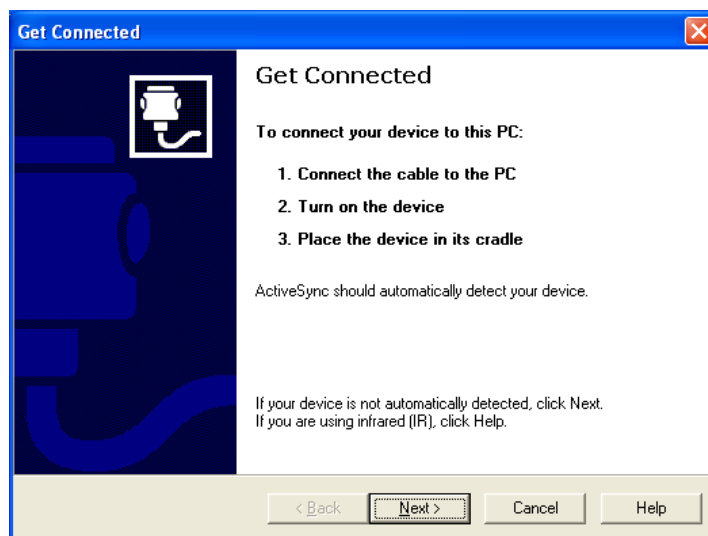 Get Connected
Get Connected
To connect your device to this PC:
1. Connect the cable to the PC
2. Turn on the device
3. Place the device in its cradle
ActiveSync should automatically detect your device.
If your device is not automatically detected, click Next.
If you are using infrared (IR), click Help.
< Back Next > Cancel Help